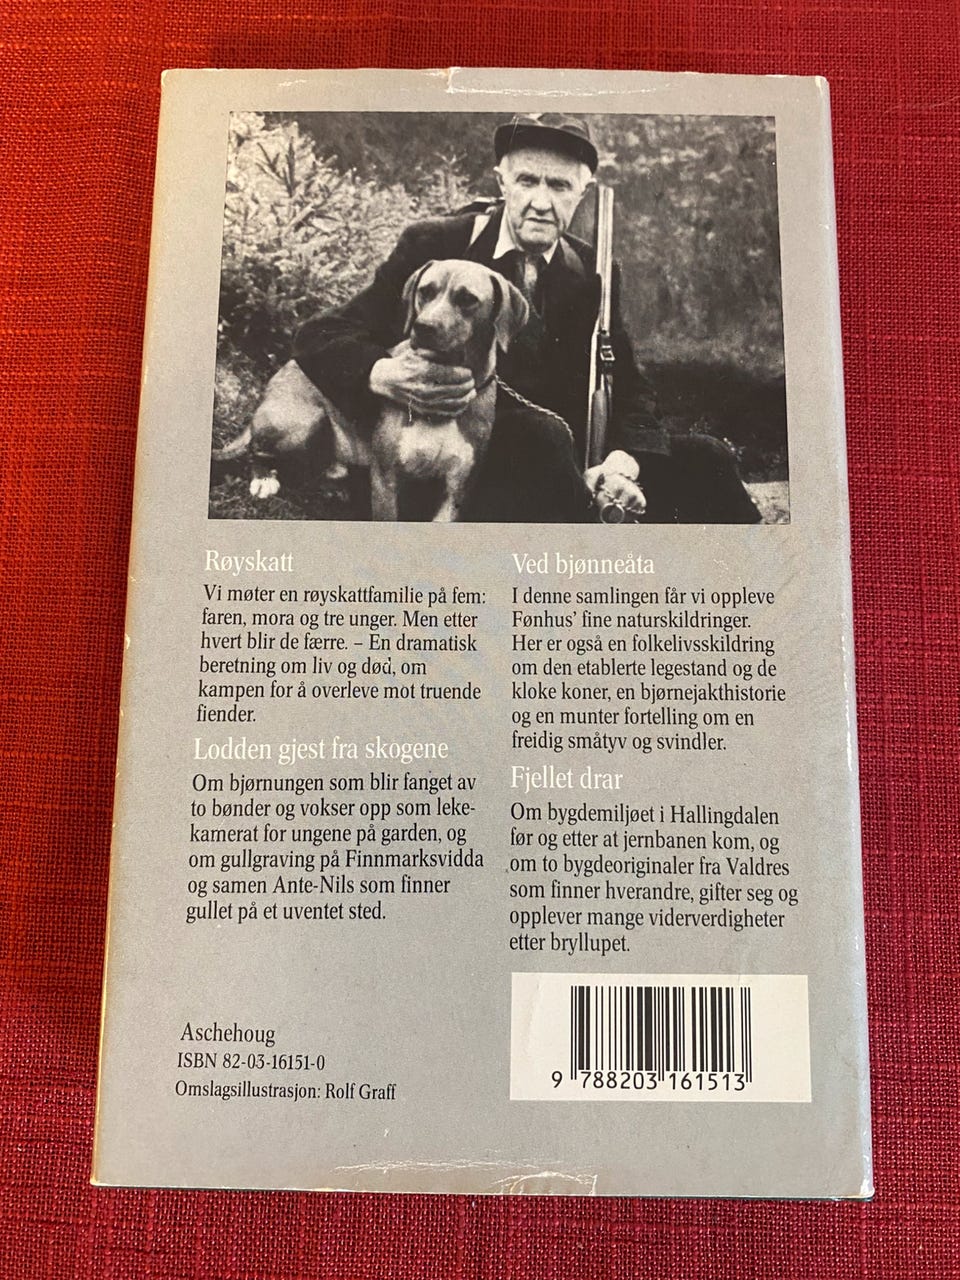 Røyskatt
Vi møter en røyskattfamilie på fem:
faren, mora og tre unger. Men etter
hvert blir de færre. – En dramatisk
beretning om liv og død, om
kampen for å overleve mot truende
fiender.
Lodden gjest fra skogene
Om bjørnungen som blir fanget av
to bønder og vokser opp som leke-
kamerat for ungene på garden, og
om gullgraving på Finnmarksvidda
og samen Ante-Nils som finner
gullet på et uventet sted.
Ved bjønneåta
I denne samlingen får vi oppleve
Fønhus' fine naturskildringer.
Her er også en folkelivsskildring
om den etablerte legestand og de
kloke koner, en bjørnejakthistorie
og en munter fortelling om en
freidig småtyv og svindler.
Fjellet drar
Om bygdemiljøet i Hallingdalen
før og etter at jernbanen kom, og
om to bygdeoriginaler fra Valdres
som finner hverandre, gifter seg og
opplever mange viderverdigheter
etter bryllupet.
Aschehoug
ISBN 82-03-16151-0
Omslagsillustrasjon: Rolf Graff
9 788203 161513